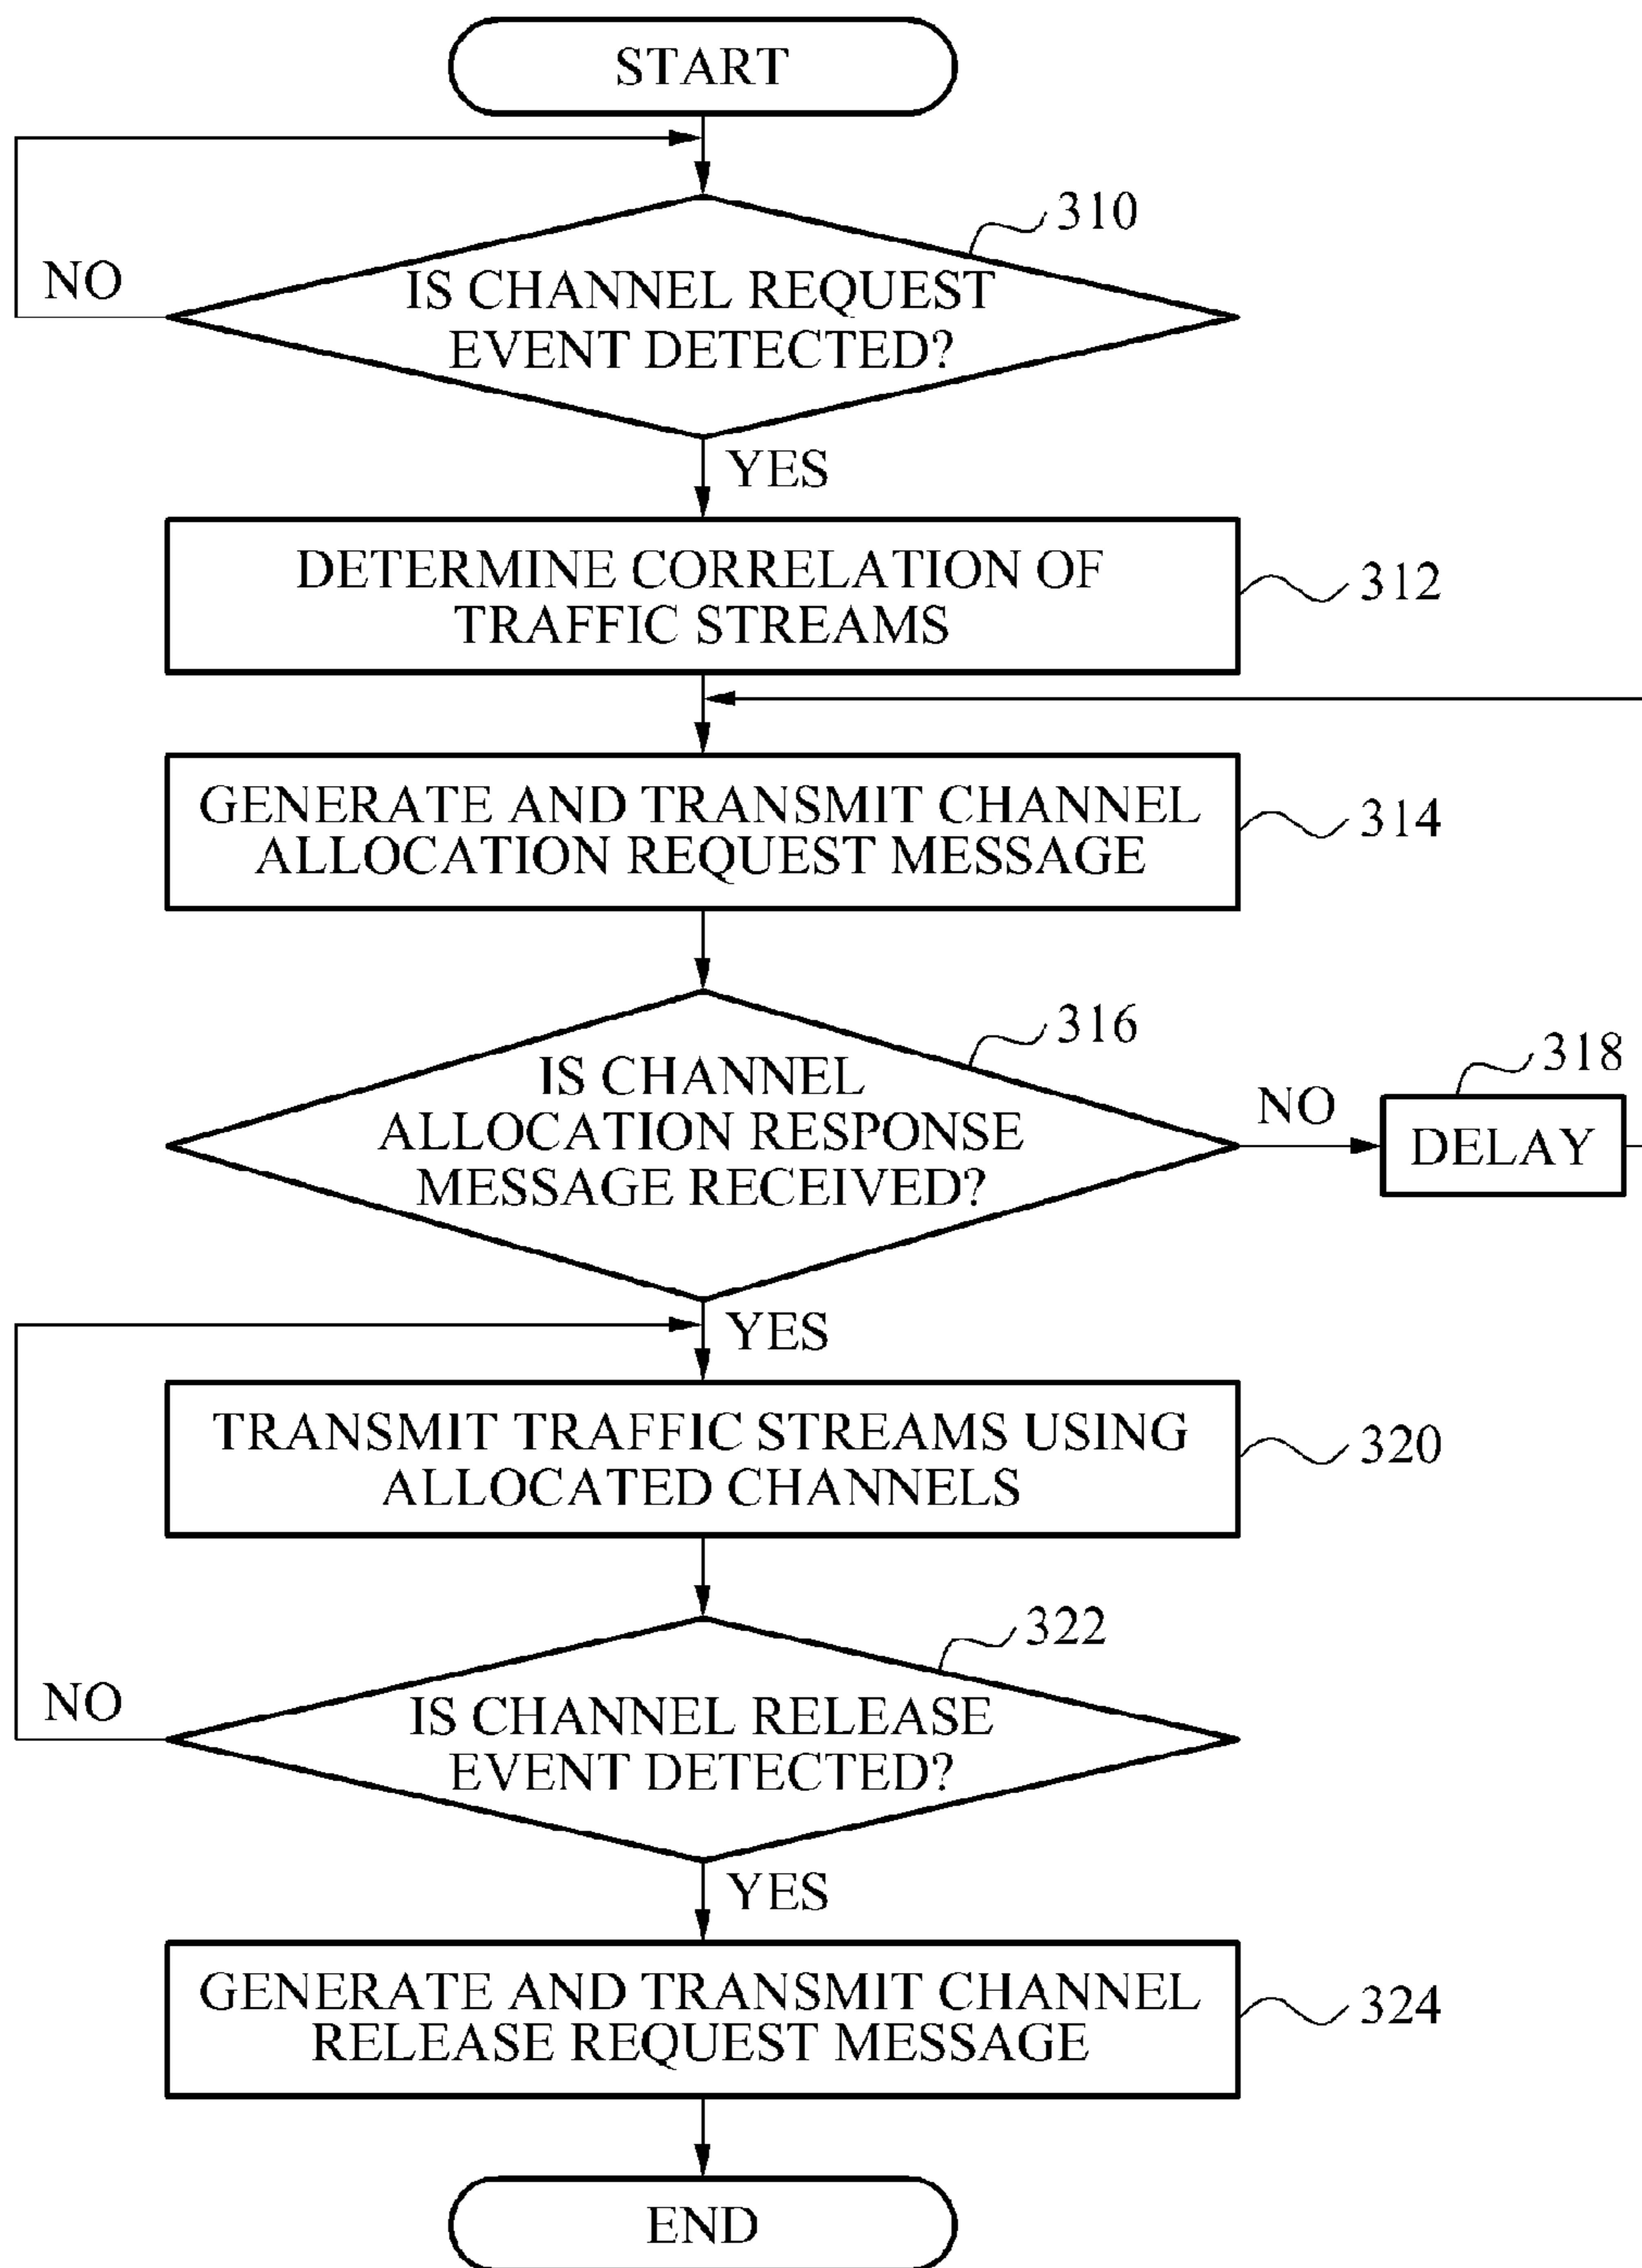 START
310
NO
IS CHANNEL REQUEST
EVENT DETECTED?
YES
DETERMINE CORRELATION OF
TRAFFIC STREAMS
312
GENERATE AND TRANSMIT CHANNEL
ALLOCATION REQUEST MESSAGE
314
316
IS CHANNEL
ALLOCATION RESPONSE
MESSAGE RECEIVED?
NO
318
DELAY
YES
TRANSMIT TRAFFIC STREAMS USING
ALLOCATED CHANNELS
320
322
NO
IS CHANNEL RELEASE
EVENT DETECTED?
YES
GENERATE AND TRANSMIT CHANNEL
RELEASE REQUEST MESSAGE
324
END